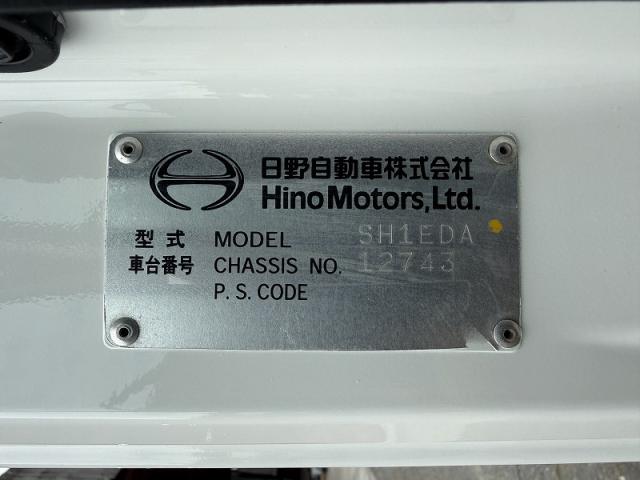 日野自動車株式会社
Hino Motors, Ltd.
型式 MODEL SH1EDA
車台番号 CHASSIS NO. 12743
P. S. CODE